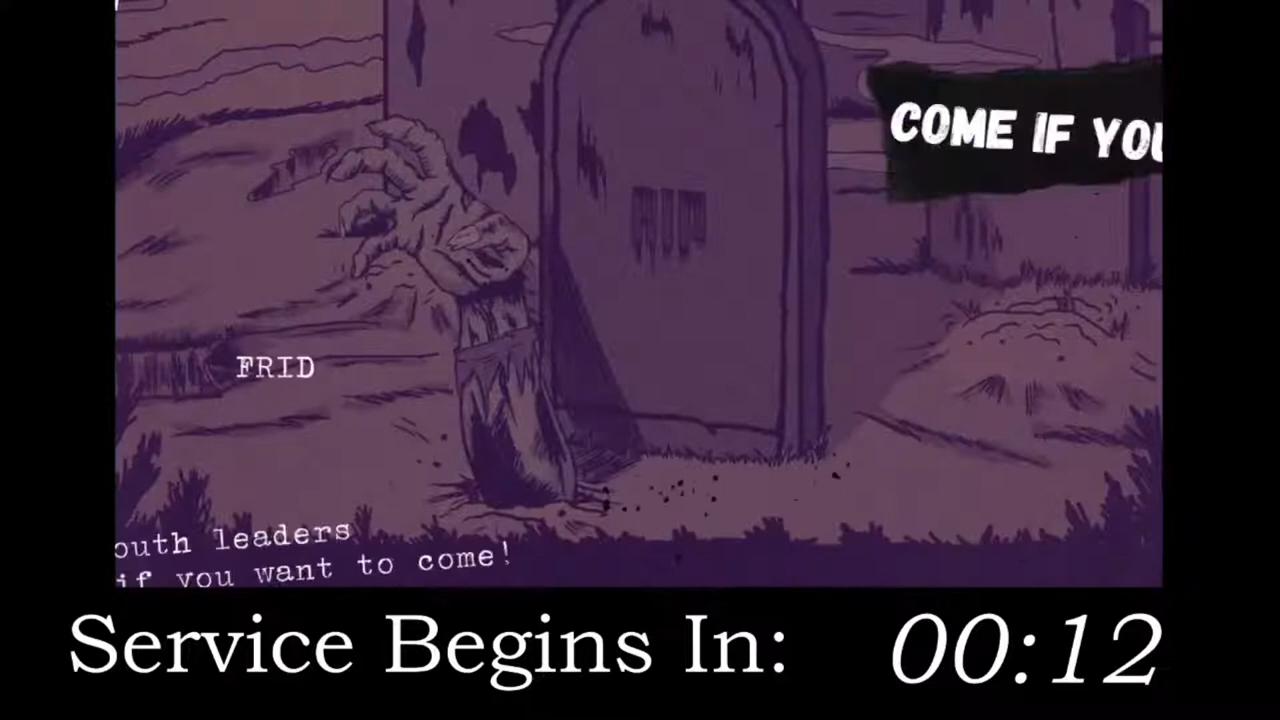 COME IF YOU
FRID
outh leaders
if you want to come!
Service Begins In: 00:12